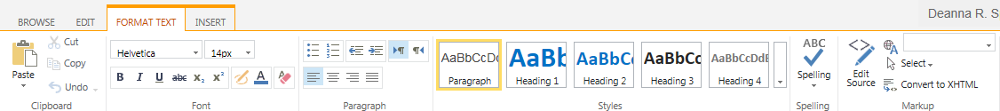 BROWSE EDIT FORMAT TEXT INSERT Deanna R. S
Paste
Cut
Copy
Undo
Clipboard
Helvetica 14px
B I U abc x₂ x² A
Font
Paragraph
AaBbCcDd AaBb AaBbCc AaBbCc AaBbCcDdE
Paragraph Heading 1 Heading 2 Heading 3 Heading 4
Styles
ABC
Spelling
Spelling
Edit
Source
Select
Convert to XHTML
Markup